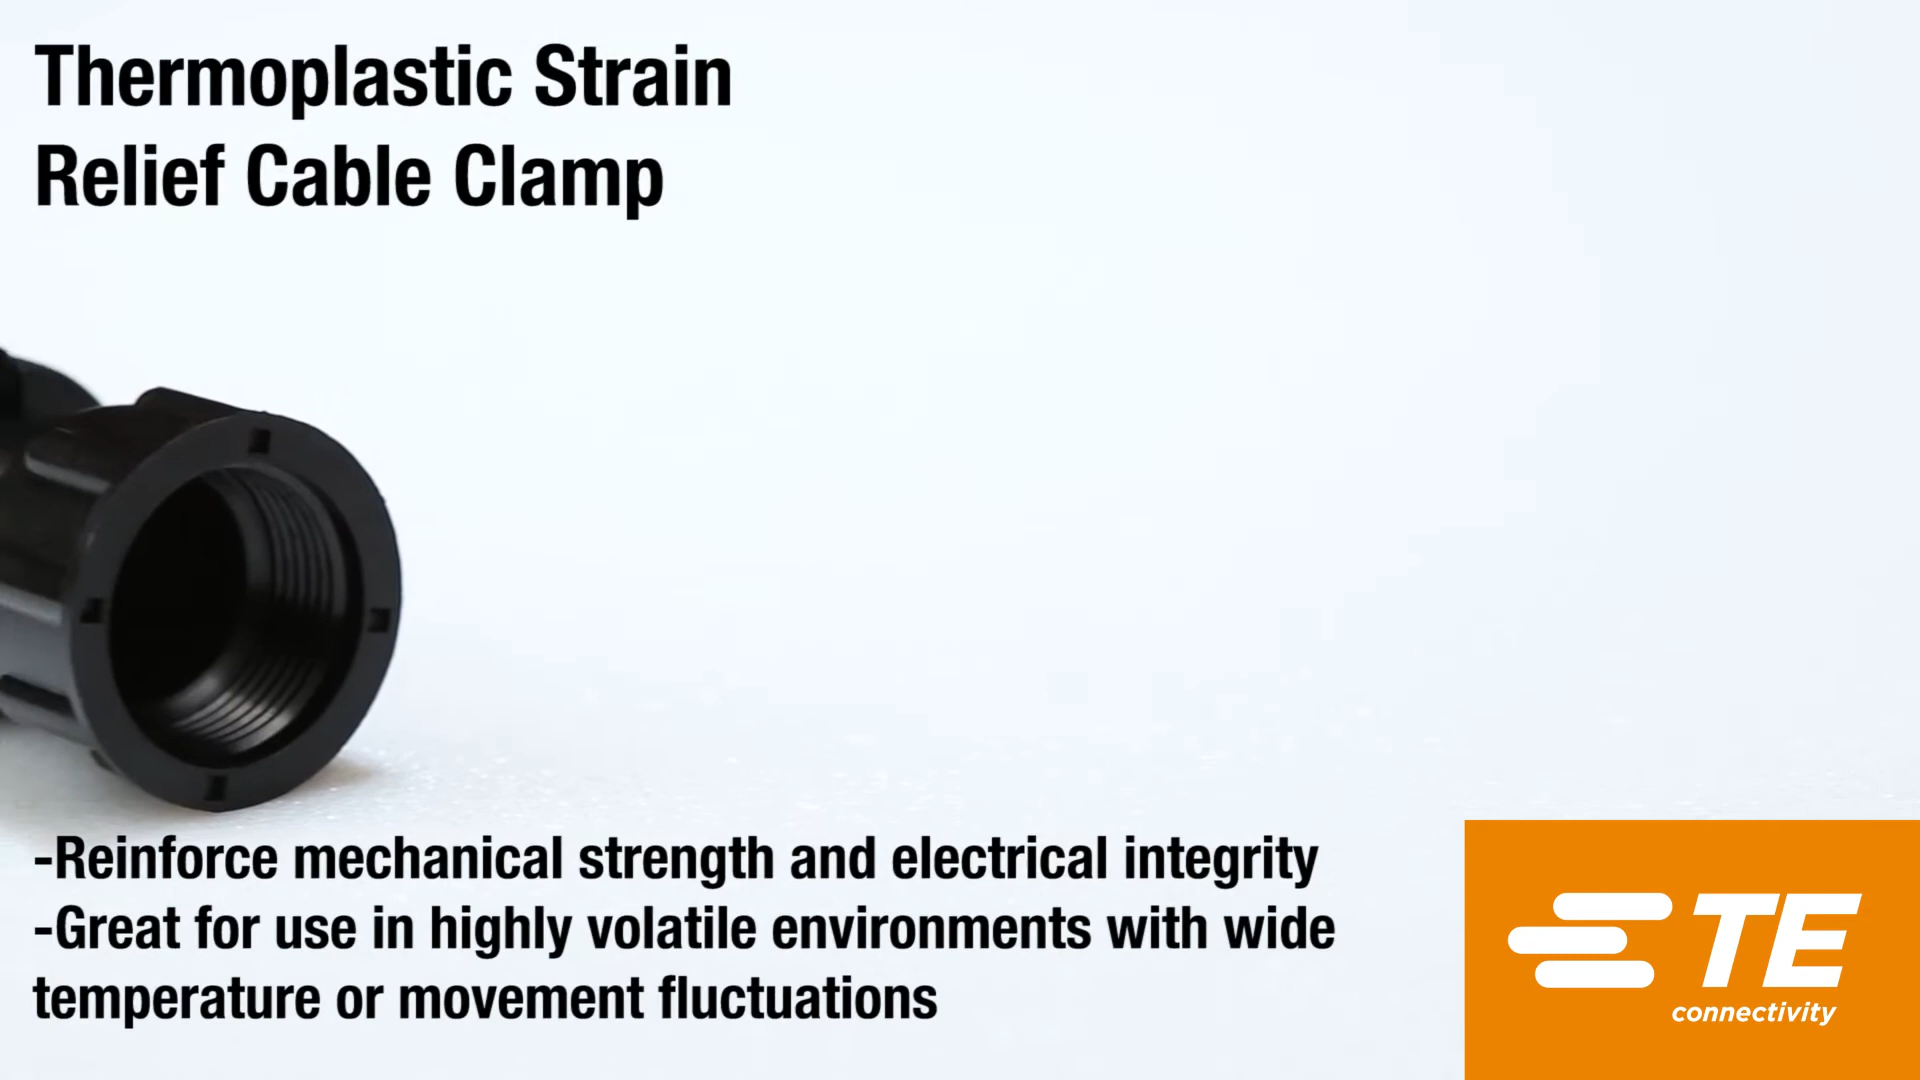 Thermoplastic Strain
Relief Cable Clamp
-Reinforce mechanical strength and electrical integrity
-Great for use in highly volatile environments with wide
temperature or movement fluctuations
TE
connectivity